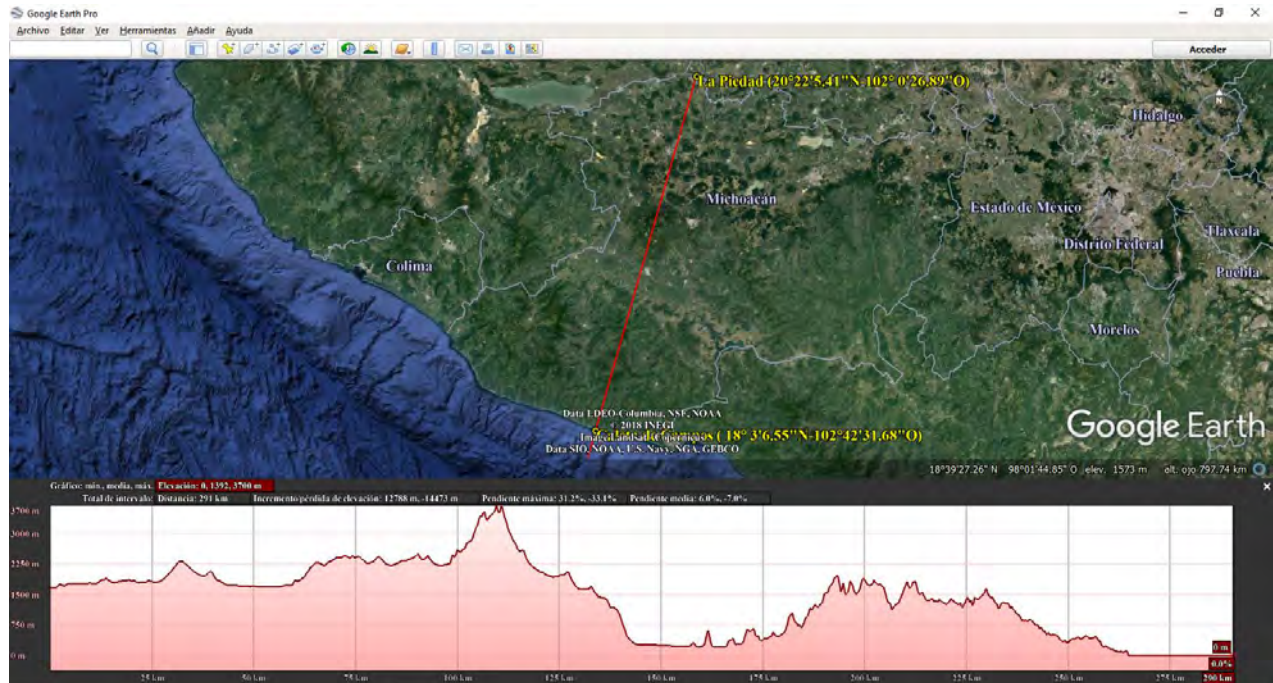 Google Earth Pro
Archivo Editar Ver Herramientas Añadir Ayuda
Acceder
La Piedad (20°22'5.41"N-102° 0'26.89"O)
N
Hidalgo
Michoacán
Estado de México
Tlaxcala
Distrito Federal
Colima
Puebla
Morelos
Data LDEO-Columbia, NSF, NOAA
© 2018 INEGI
( 18° 3'6.55"N-102°42'31.68"O)
Data SIO, NOAA, U.S. Navy, NGA, GEBCO
Google Earth
18°39'27.26" N 98°01'44.85" O elev. 1573 m alt. ojo 797.74 km
Gráfico: mín., media, máx. Elevación: 0, 1392, 3700 m
Total de intervalo: Distancia: 291 km Incremento/pérdida de elevación: 12788 m, -14473 m Pendiente máxima: 31.2%, -33.1% Pendiente media: 6.0%, -7.0%
3700 m
3000 m
2250 m
1500 m
750 m
0 m
0 m
0.0%
25 km 50 km 75 km 100 km 125 km 150 km 175 km 200 km 225 km 250 km 275 km 290 km